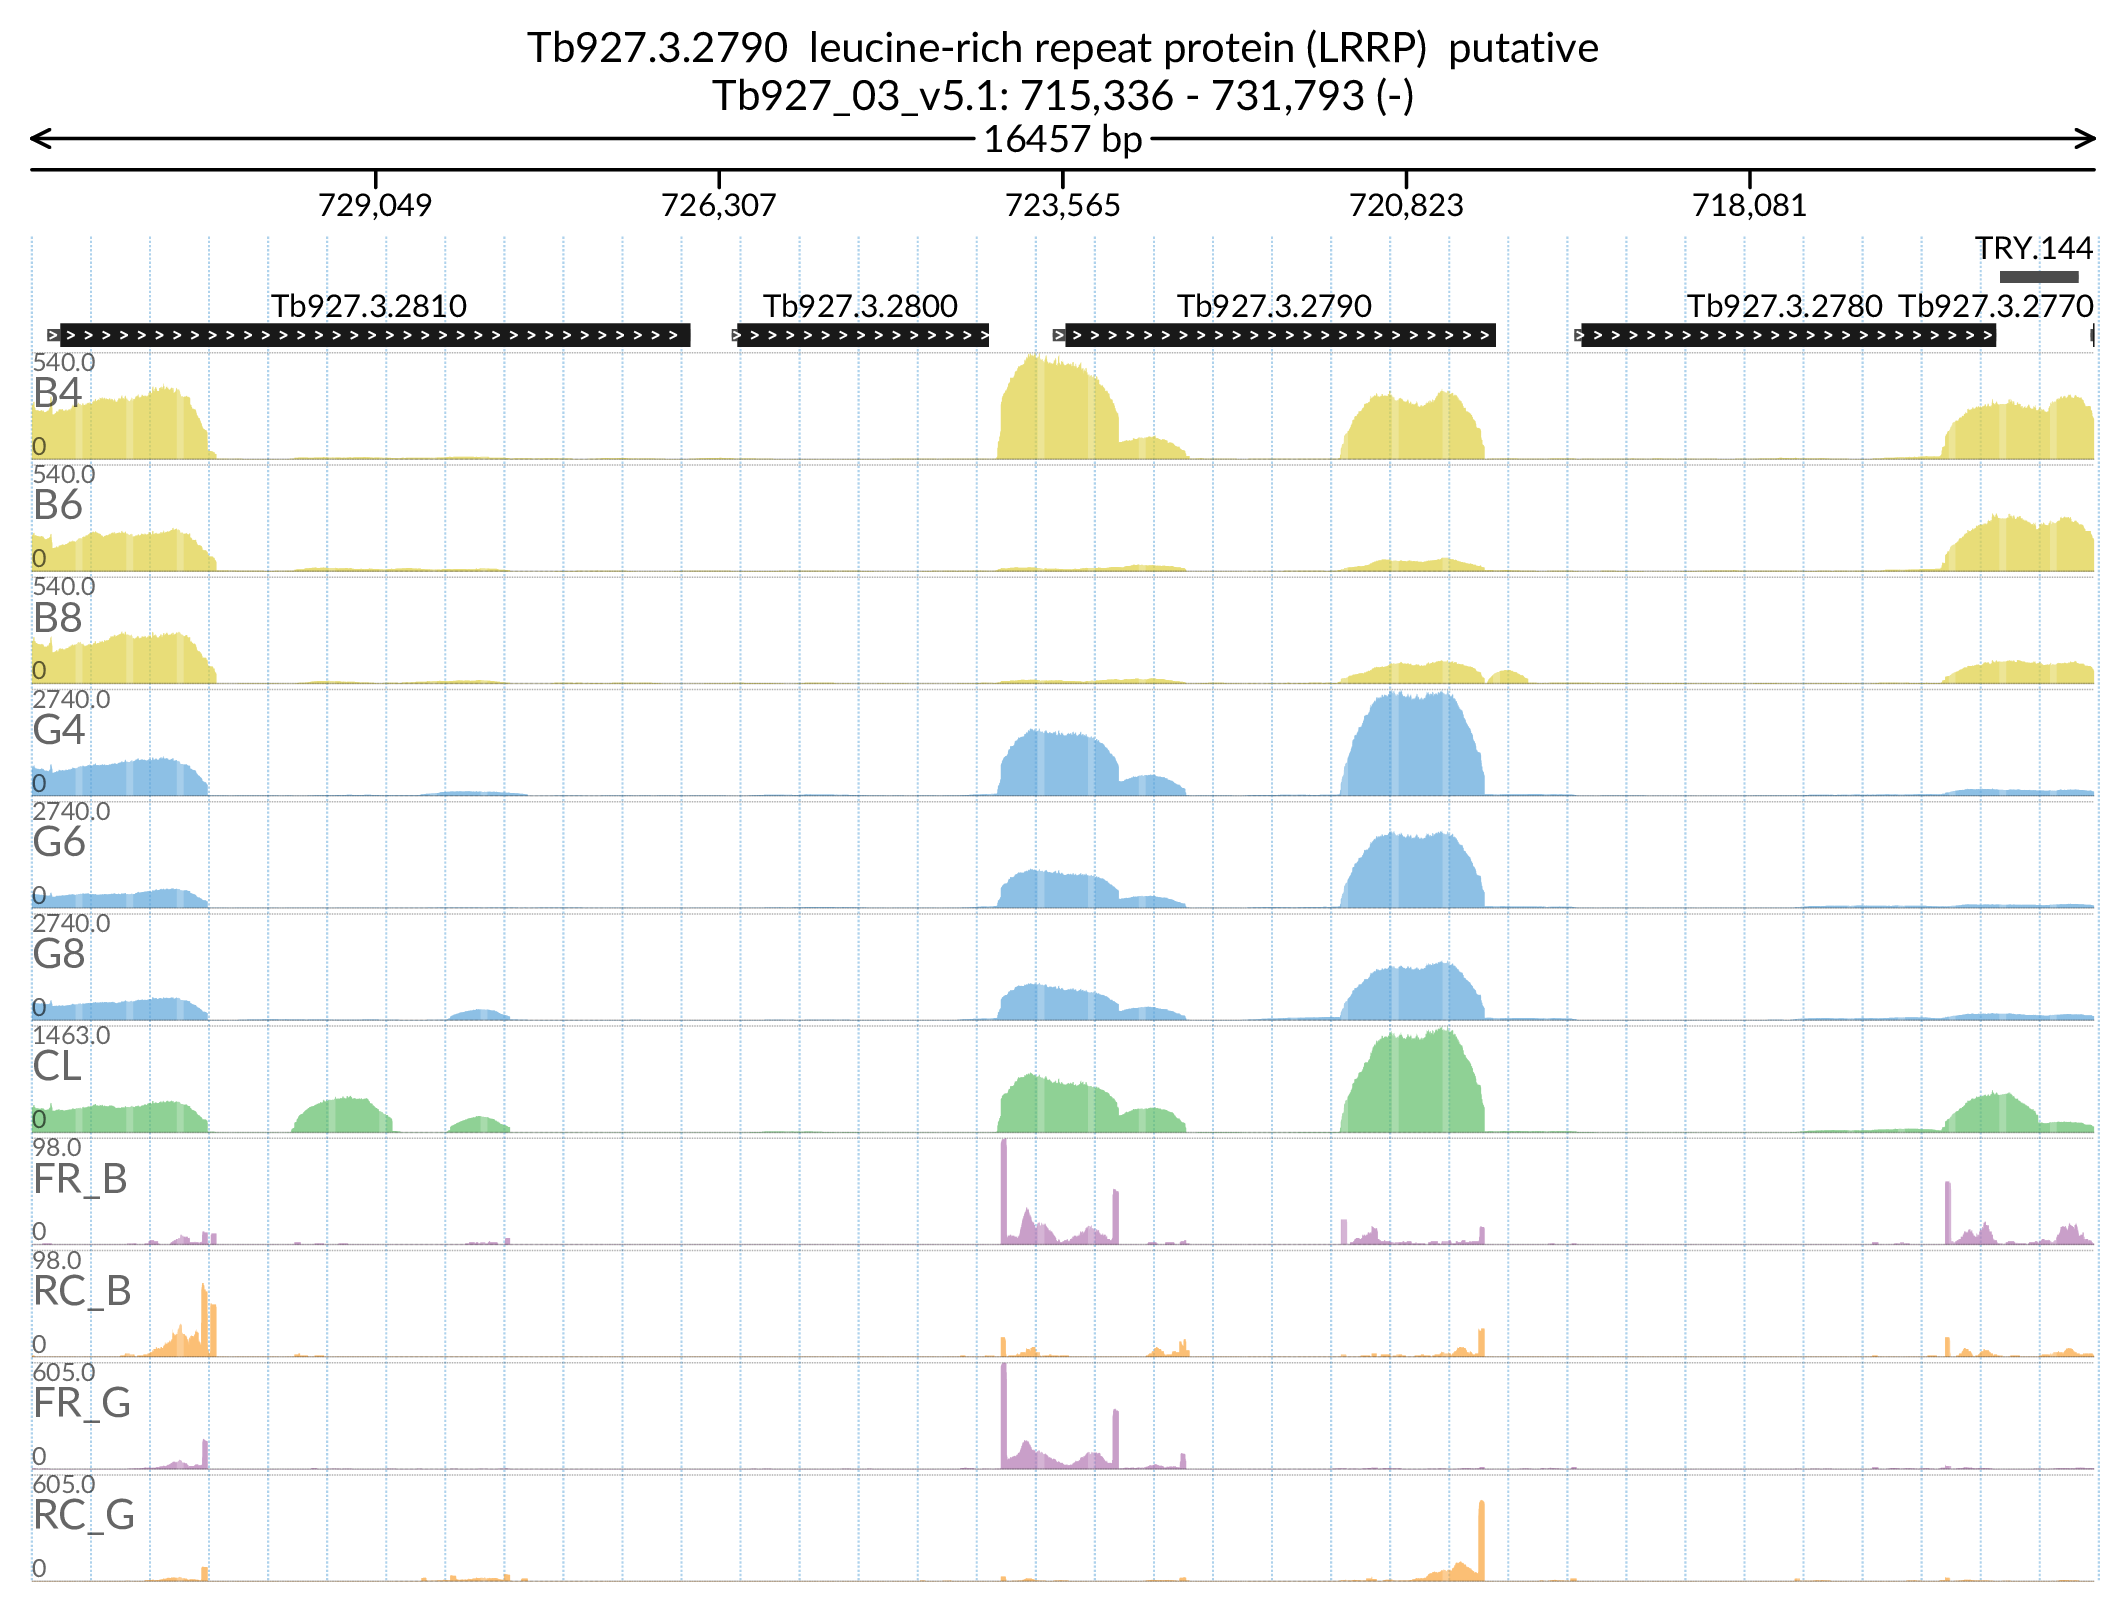 Tb927.3.2790  leucine-rich repeat protein (LRRP)  putative
Tb927_03_v5.1: 715,336 - 731,793 (-)
16457 bp
729,049 726,307 723,565 720,823 718,081
TRY.144
Tb927.3.2810 Tb927.3.2800 Tb927.3.2790 Tb927.3.2780 Tb927.3.2770
540.0
B4
0
540.0
B6
0
540.0
B8
0
2740.0
G4
0
2740.0
G6
0
2740.0
G8
0
1463.0
CL
0
98.0
FR_B
0
98.0
RC_B
0
605.0
FR_G
0
605.0
RC_G
0